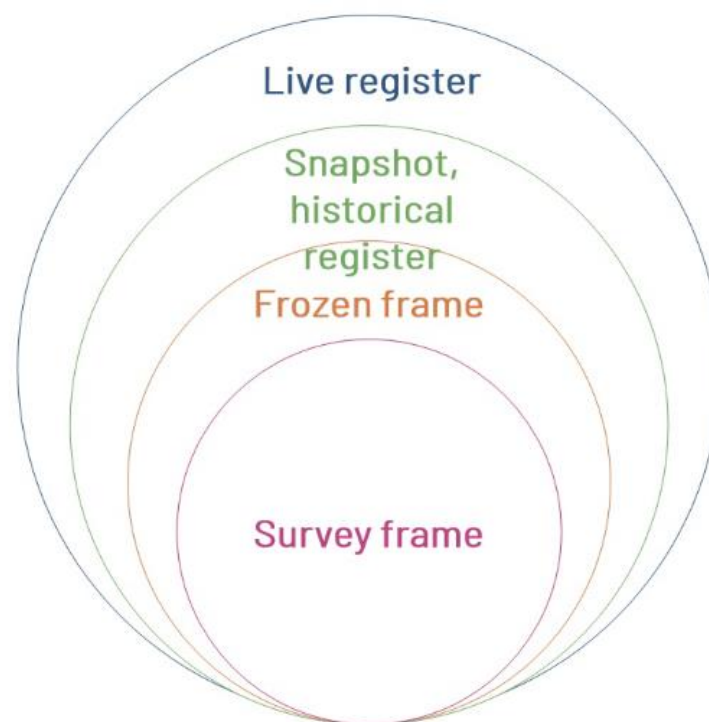 Live register
Snapshot,
historical
register
Frozen frame
Survey frame